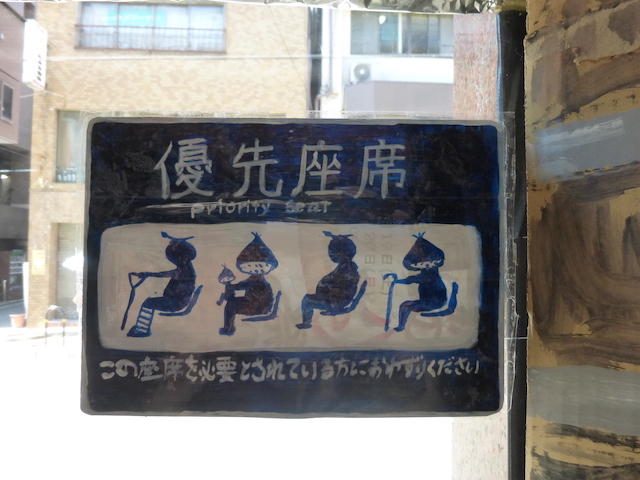 優先座席
priority seat
この座席を必要とされている方におゆずりください